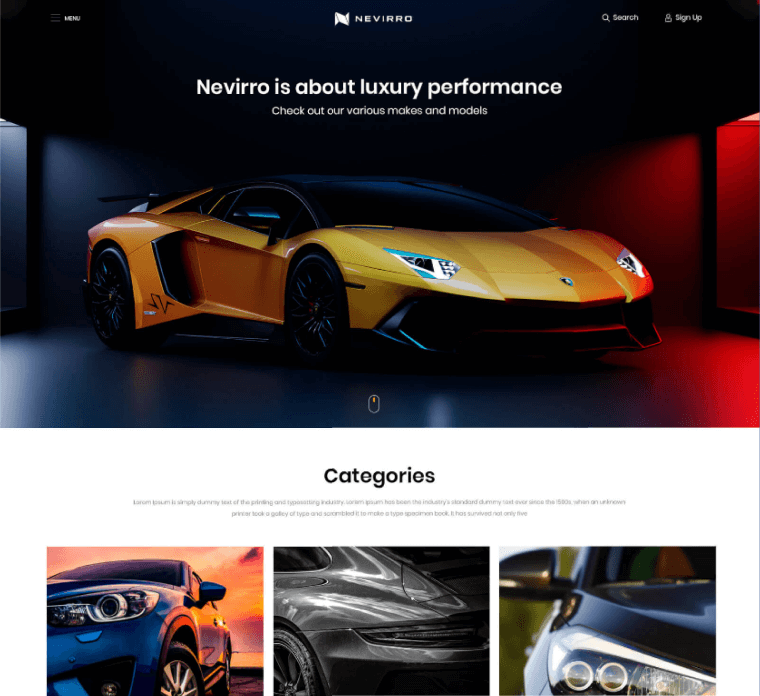 MENU
NEVIRRO
Search
Sign Up
Nevirro is about luxury performance
Check out our various makes and models
SV
Categories
Lorem Ipsum is simply dummy text of the printing and typesetting industry. Lorem Ipsum has been the industry's standard dummy text ever since the 1500s, when an unknown
printer took a galley of type and scrambled it to make a type specimen book. It has survived not only five